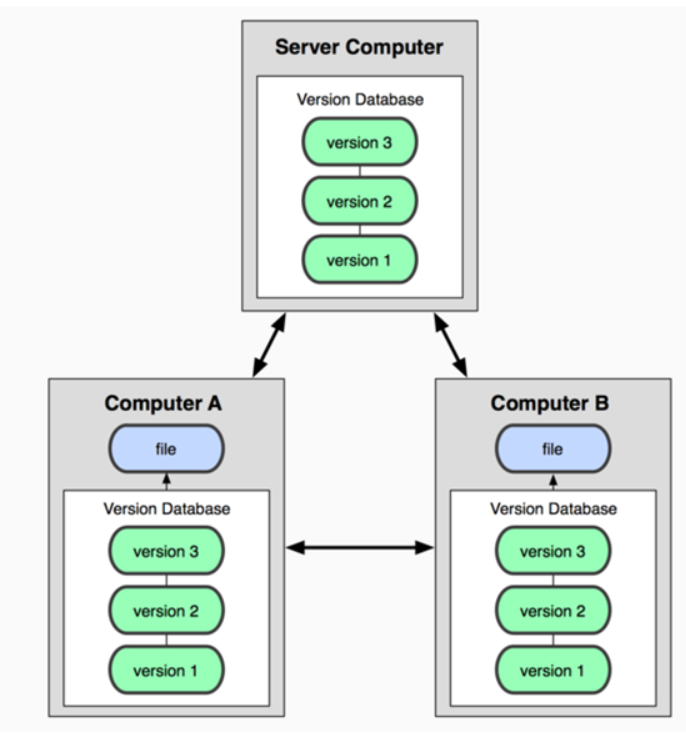 Server Computer
Version Database
version 3
version 2
version 1
Computer A
file
Version Database
version 3
version 2
version 1
Computer B
file
Version Database
version 3
version 2
version 1